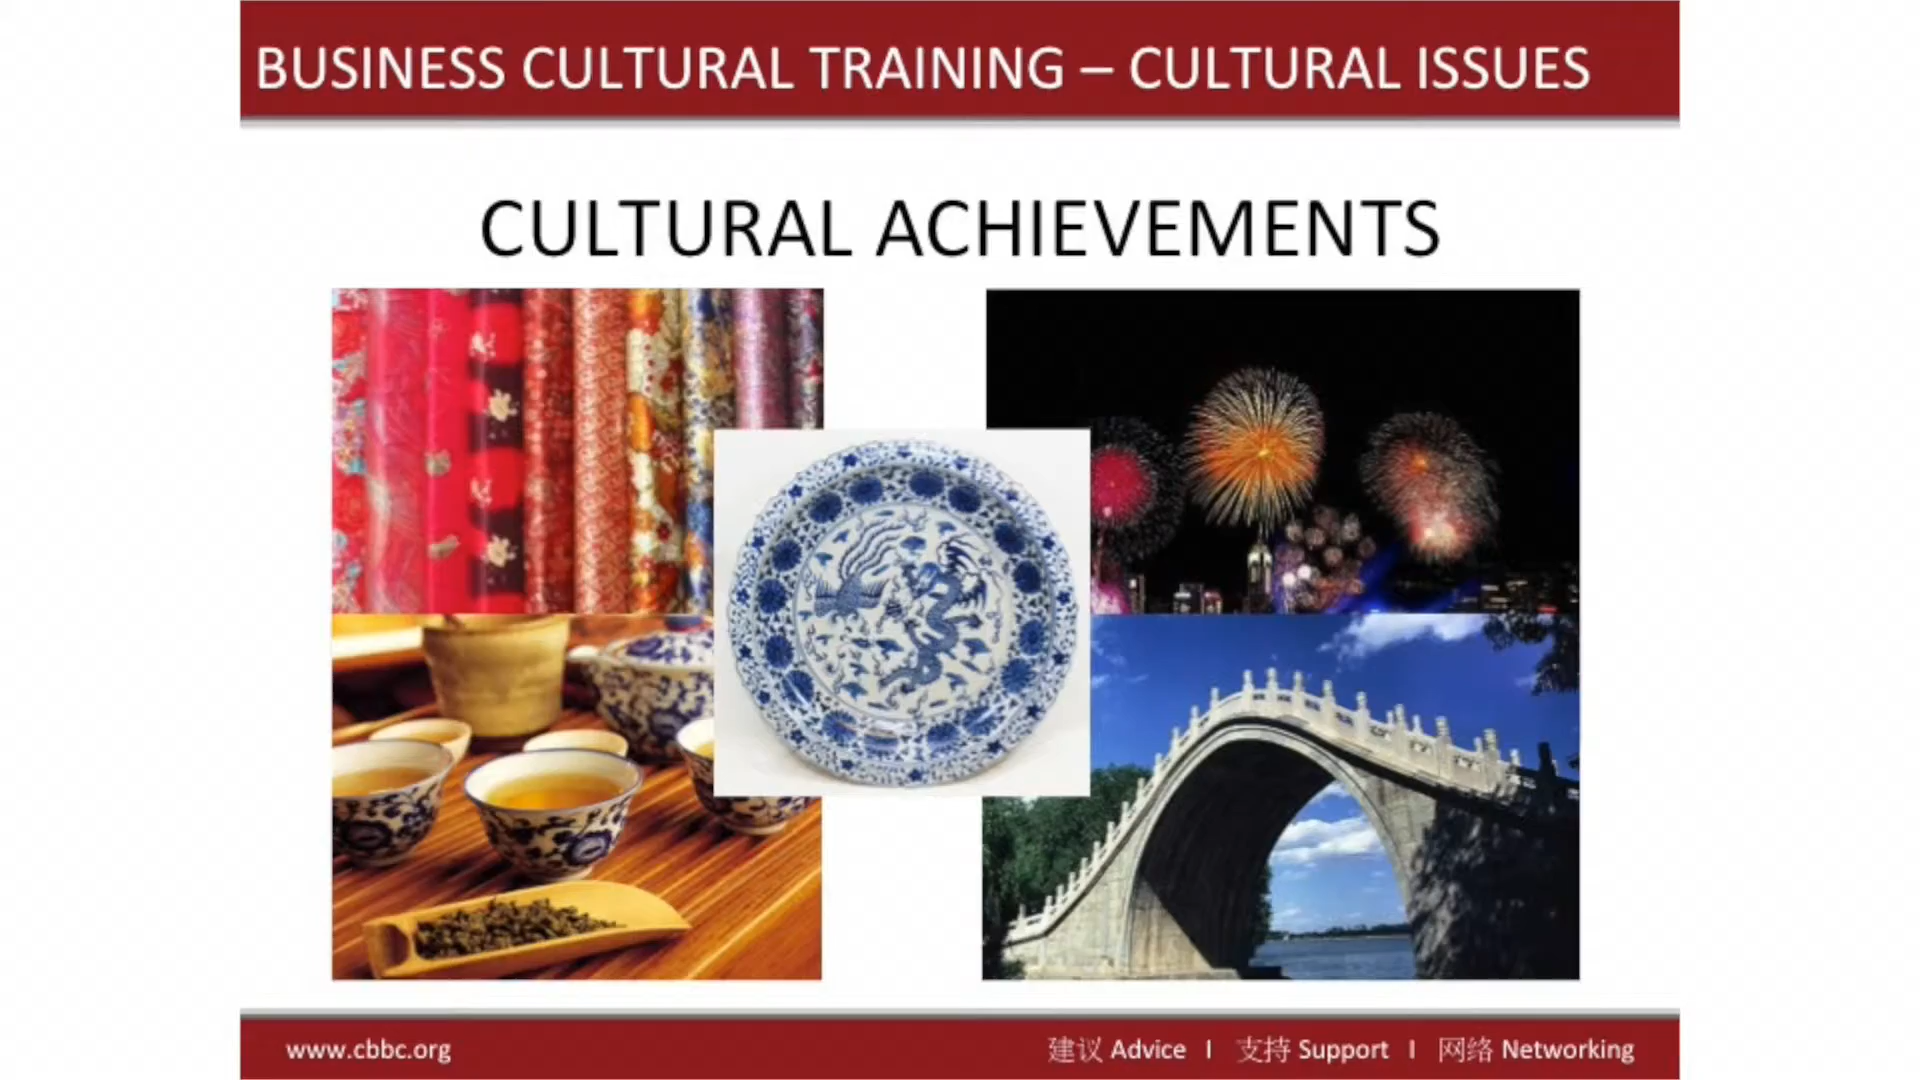 BUSINESS CULTURAL TRAINING – CULTURAL ISSUES
CULTURAL ACHIEVEMENTS
www.cbbc.org
建议 Advice I 支持 Support I 网络 Networking